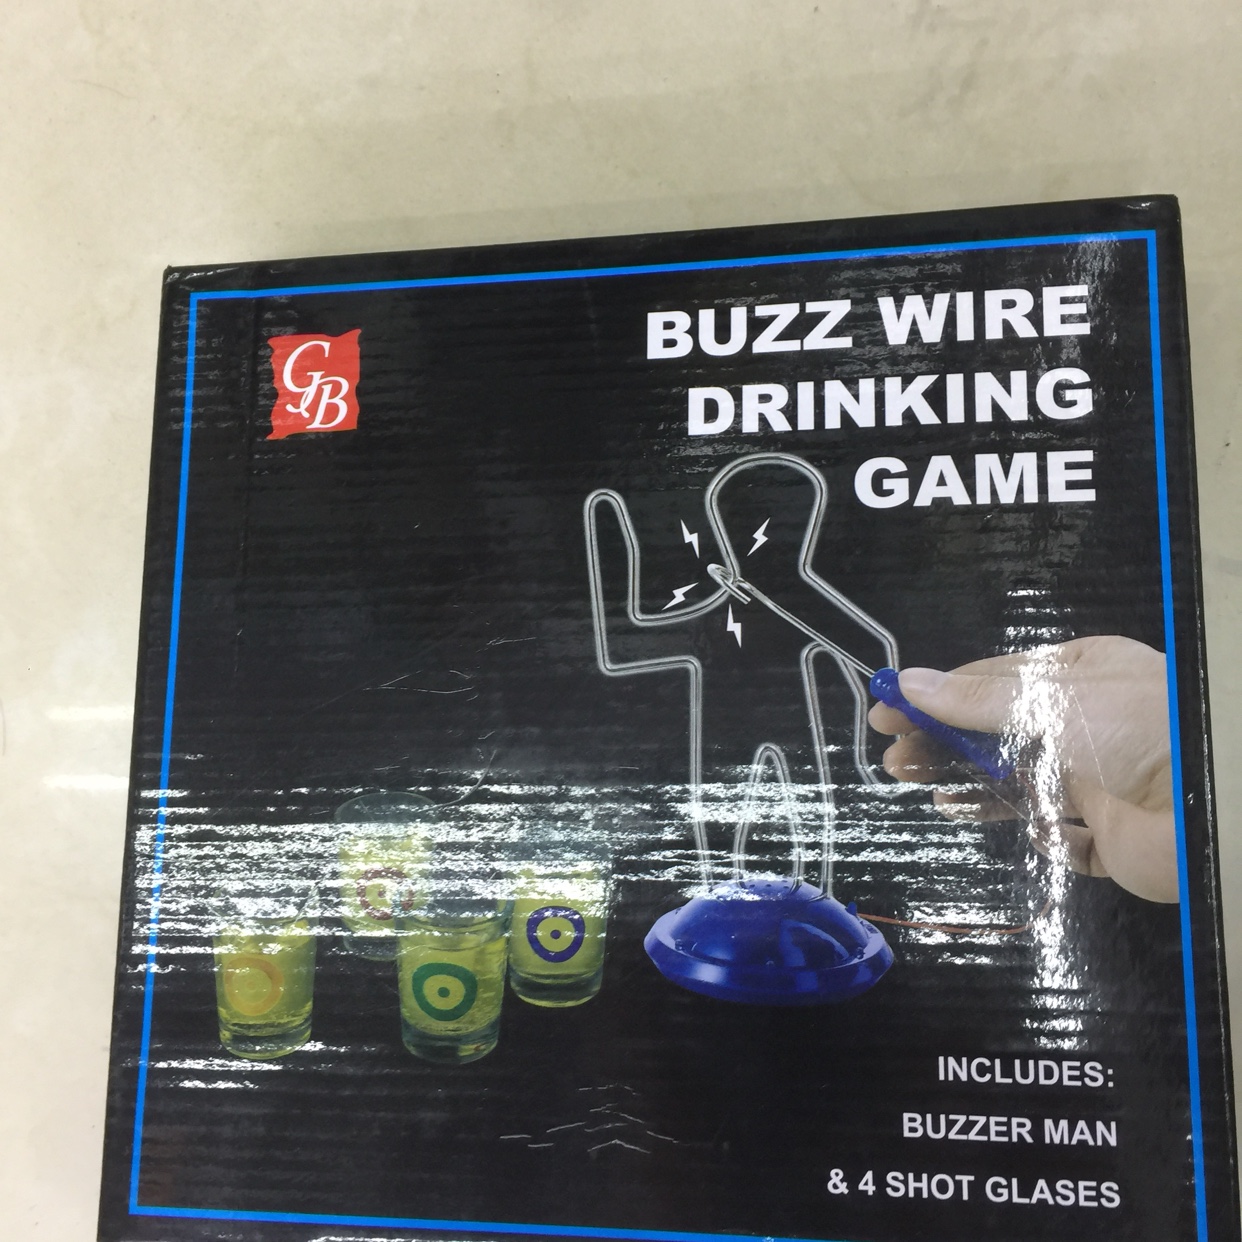 GB
BUZZ WIRE
DRINKING
GAME
INCLUDES:
BUZZER MAN
& 4 SHOT GLASES